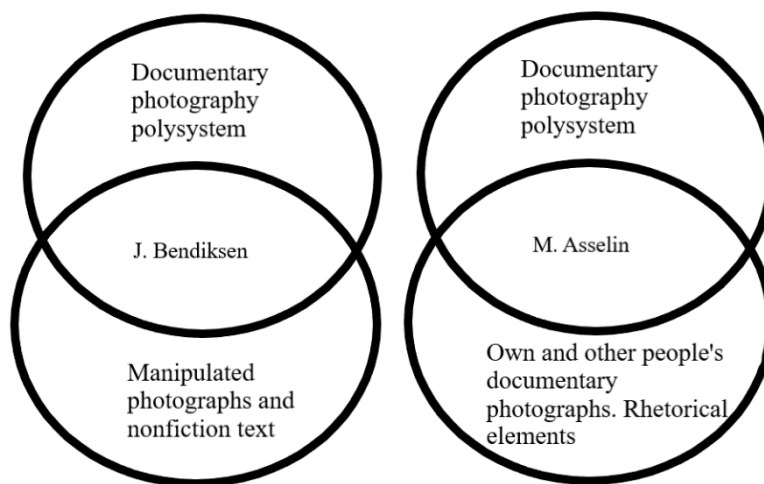 Documentary
photography
polysystem
J. Bendiksen
Manipulated
photographs and
nonfiction text
Documentary
photography
polysystem
M. Asselin
Own and other people's
documentary
photographs. Rhetorical
elements